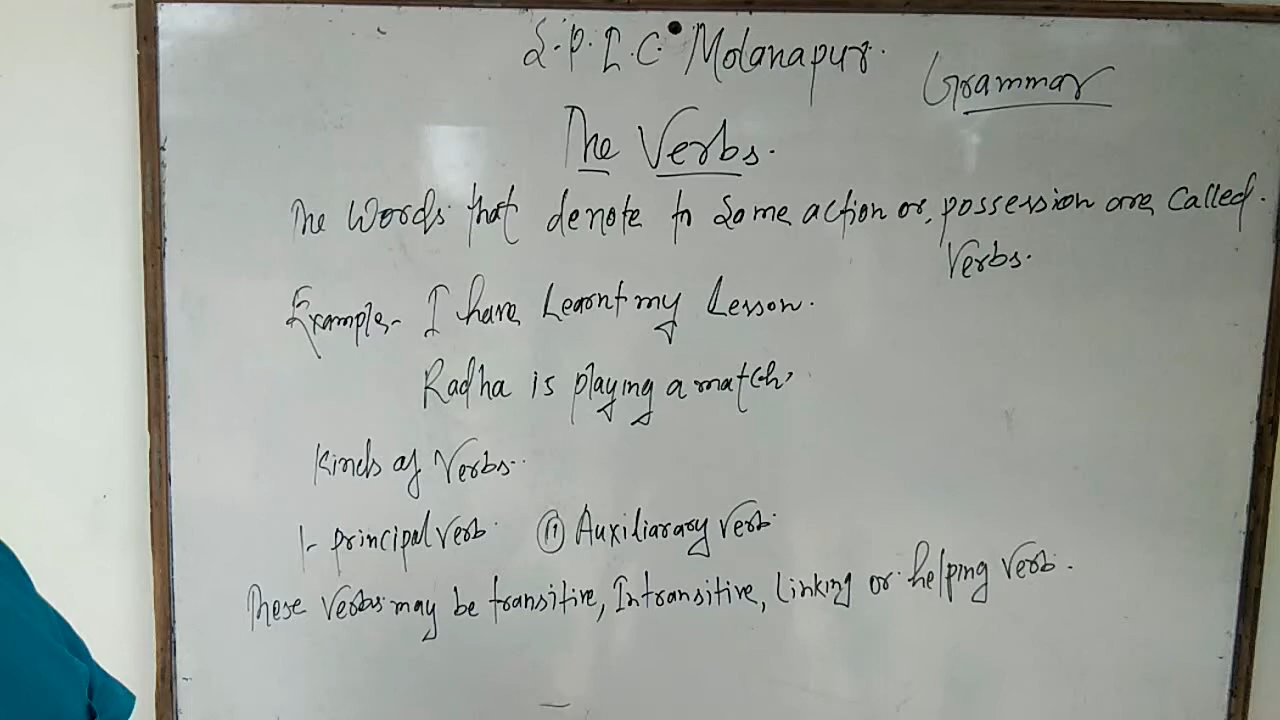 S.P.I.C. Molanapur.
Grammar
The Verbs.
The Words that denote to Some action or, possession are Called.
Verbs.
Example- I have Learnt my Lesson.
Radha is playing a match,
Kinds of Verbs..
1- principal verb. (11) Auxiliarary verb.
These verbs may be transitive, Intransitive, Linking or helping verb.